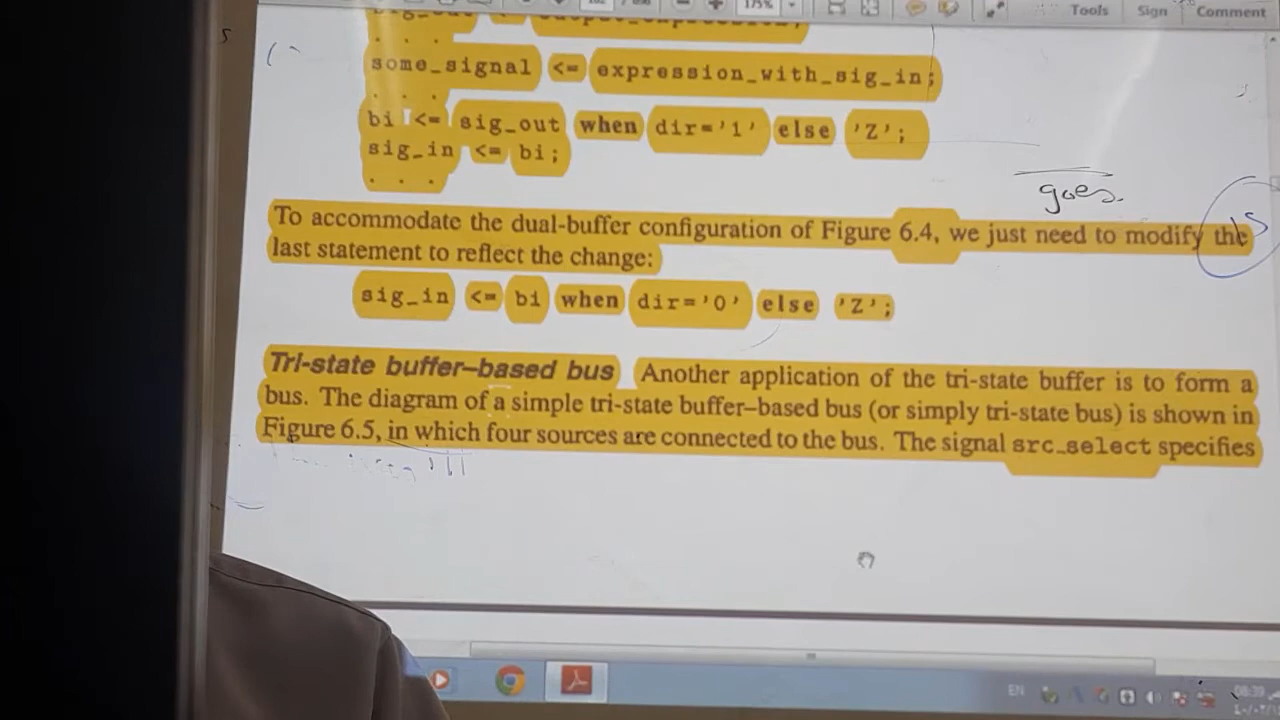 175%
Tools Sign Comment
some_signal <= expression_with_sig_in;
. . .
bi <= sig_out when dir='1' else 'Z';
sig_in <= bi;
. . .
goes.
To accommodate the dual-buffer configuration of Figure 6.4, we just need to modify the
last statement to reflect the change:
sig_in <= bi when dir='0' else 'Z';
Tri-state buffer–based bus Another application of the tri-state buffer is to form a
bus. The diagram of a simple tri-state buffer–based bus (or simply tri-state bus) is shown in
Figure 6.5, in which four sources are connected to the bus. The signal src_select specifies
EN